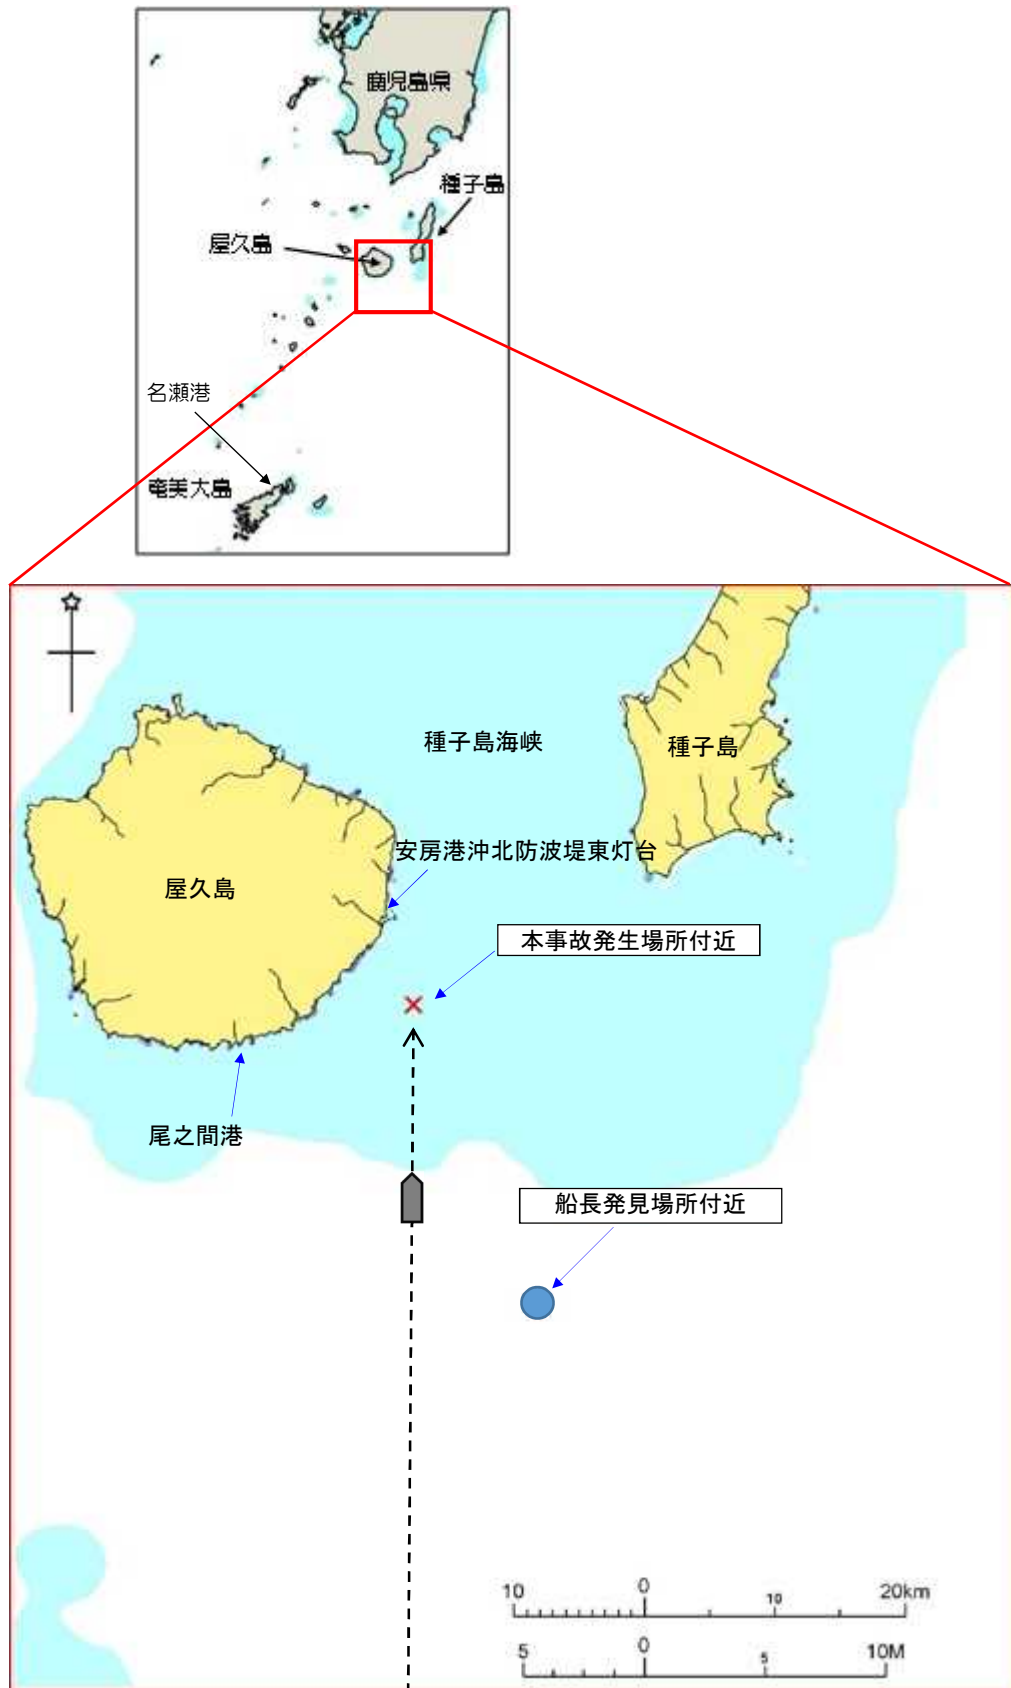 鹿児島県
種子島
屋久島
名瀬港
奄美大島
種子島海峡
種子島
安房港沖北防波堤東灯台
屋久島
本事故発生場所付近
尾之間港
船長発見場所付近
10 0 10 20km
5 0 5 10M